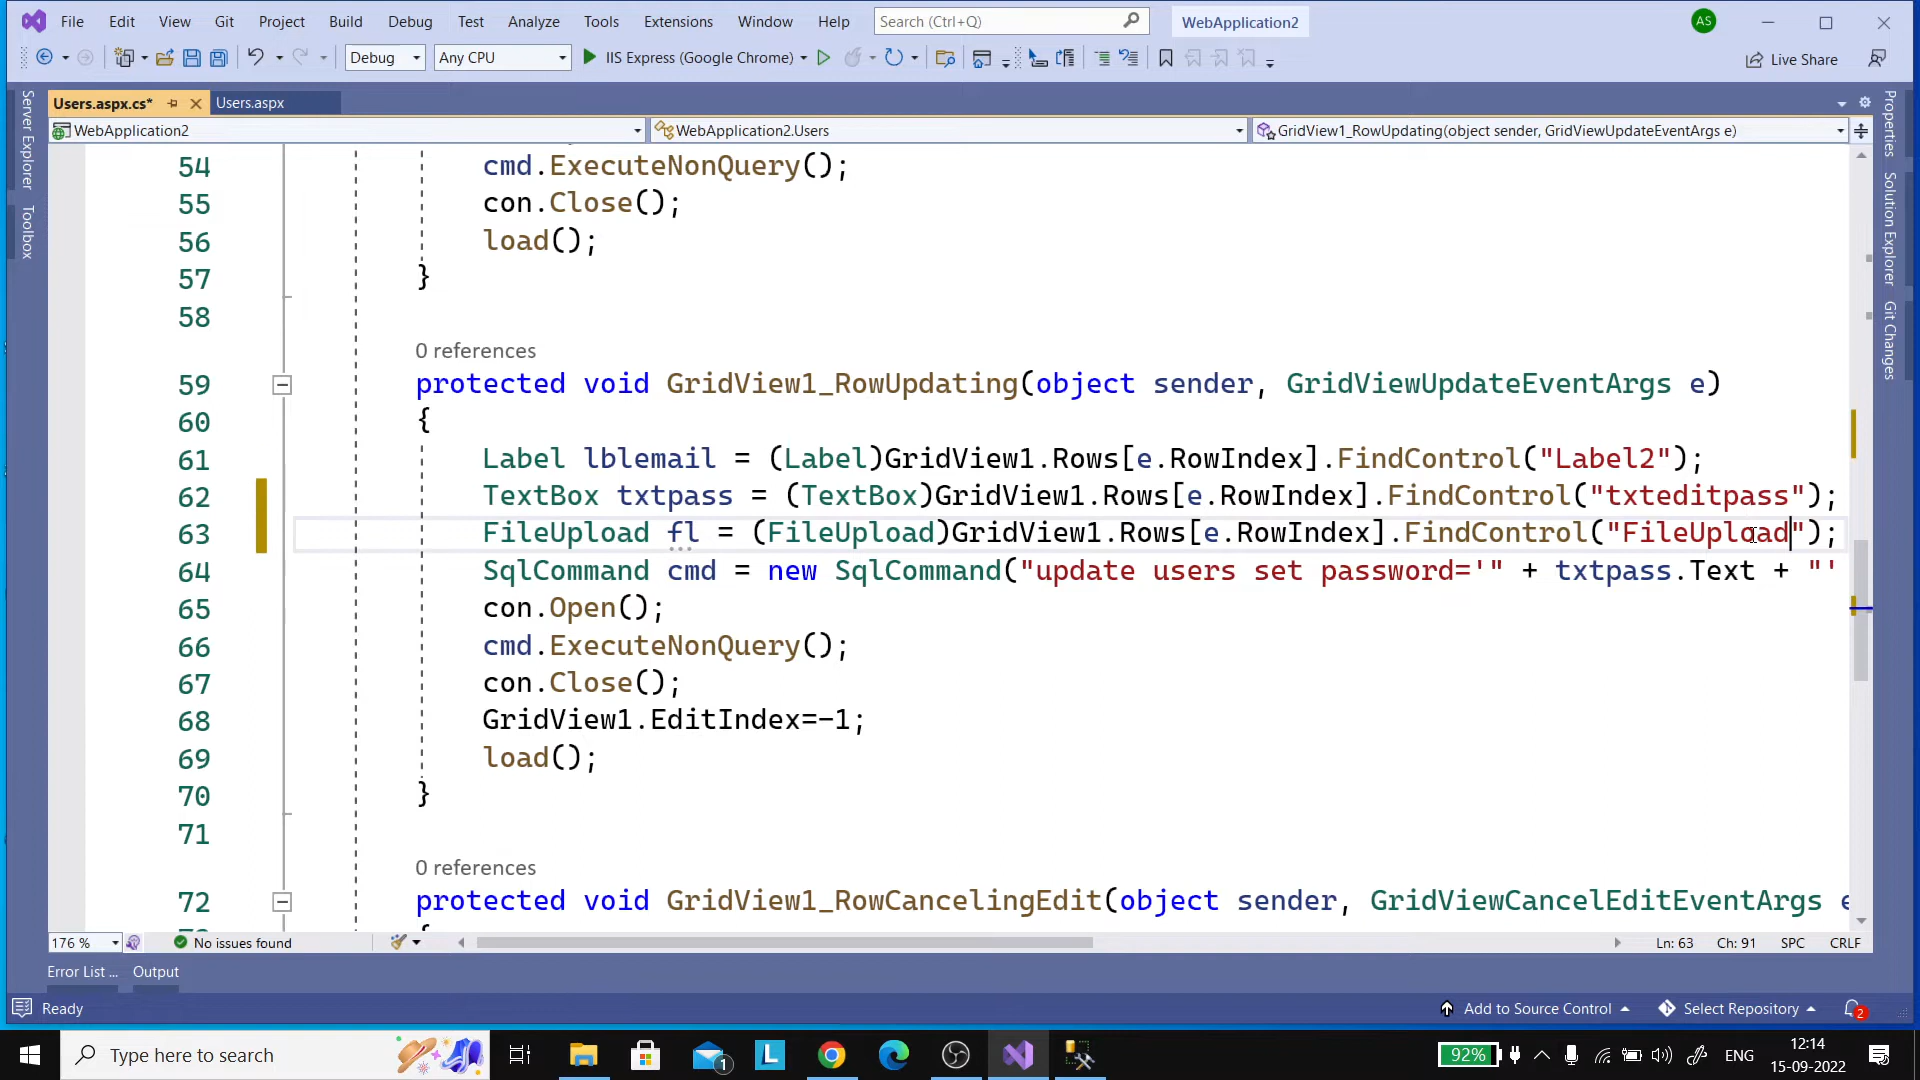 File Edit View Git Project Build Debug Test Analyze Tools Extensions Window Help Search (Ctrl+Q) WebApplication2 AS
Debug Any CPU IIS Express (Google Chrome) Live Share
Users.aspx.cs* Users.aspx
WebApplication2 WebApplication2.Users GridView1_RowUpdating(object sender, GridViewUpdateEventArgs e)
Server Explorer
Toolbox
Properties
Solution Explorer
Git Changes
54 cmd.ExecuteNonQuery();
55 con.Close();
56 load();
57 }
58
0 references
59 protected void GridView1_RowUpdating(object sender, GridViewUpdateEventArgs e)
60 {
61 Label lblemail = (Label)GridView1.Rows[e.RowIndex].FindControl("Label2");
62 TextBox txtpass = (TextBox)GridView1.Rows[e.RowIndex].FindControl("txteditpass");
63 FileUpload fl = (FileUpload)GridView1.Rows[e.RowIndex].FindControl("FileUpload");
64 SqlCommand cmd = new SqlCommand("update users set password='" + txtpass.Text + "'
65 con.Open();
66 cmd.ExecuteNonQuery();
67 con.Close();
68 GridView1.EditIndex=-1;
69 load();
70 }
71
0 references
72 protected void GridView1_RowCancelingEdit(object sender, GridViewCancelEditEventArgs e
{
176 % No issues found Ln: 63 Ch: 91 SPC CRLF
Error List ... Output
Ready Add to Source Control Select Repository 2
Type here to search 1 L 92% ENG 12:14
15-09-2022